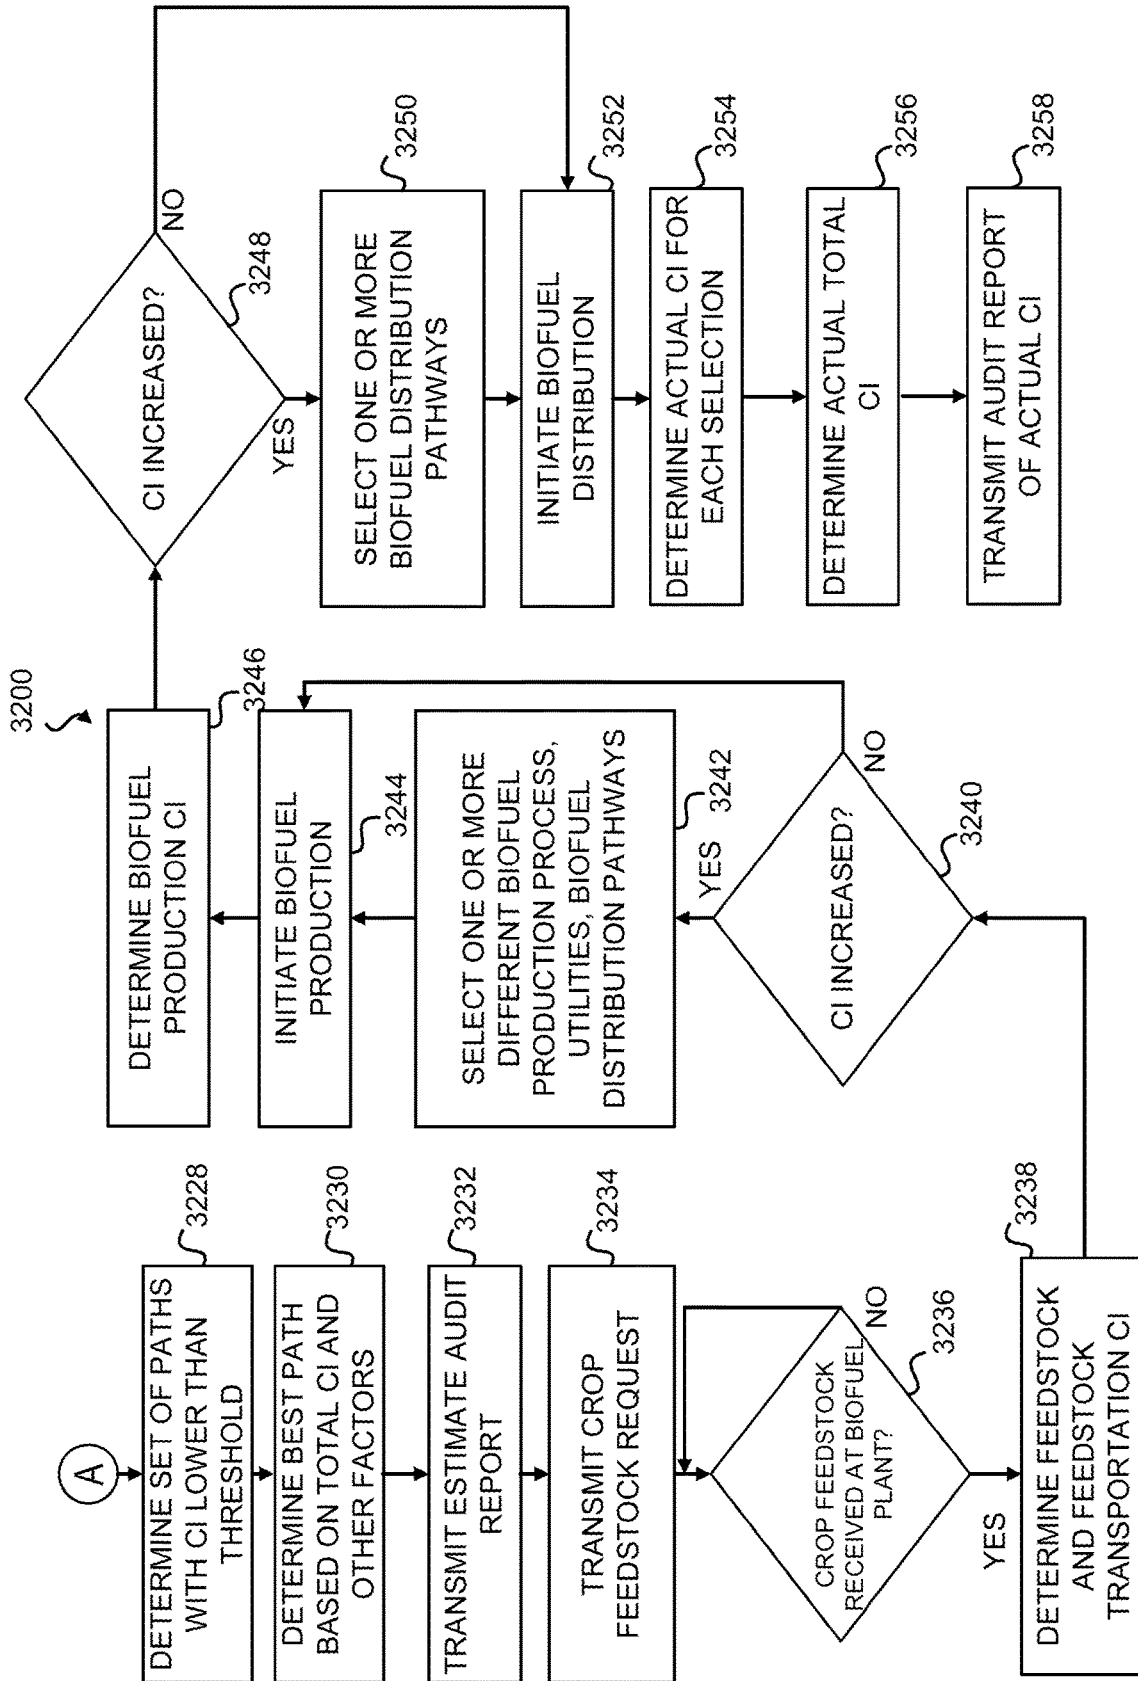 3200
A
DETERMINE SET OF PATHS
WITH CI LOWER THAN
THRESHOLD
3228
DETERMINE BEST PATH
BASED ON TOTAL CI AND
OTHER FACTORS
3230
TRANSMIT ESTIMATE AUDIT
REPORT
3232
TRANSMIT CROP
FEEDSTOCK REQUEST
3234
CROP FEEDSTOCK
RECEIVED AT BIOFUEL
PLANT?
NO
3236
YES
DETERMINE FEEDSTOCK
AND FEEDSTOCK
TRANSPORTATION CI
3238
CI INCREASED?
NO
3240
YES
SELECT ONE OR MORE
DIFFERENT BIOFUEL
PRODUCTION PROCESS,
UTILITIES, BIOFUEL
DISTRIBUTION PATHWAYS
3242
INITIATE BIOFUEL
PRODUCTION
3244
DETERMINE BIOFUEL
PRODUCTION CI
3246
CI INCREASED?
NO
3248
YES
SELECT ONE OR MORE
BIOFUEL DISTRIBUTION
PATHWAYS
3250
INITIATE BIOFUEL
DISTRIBUTION
3252
DETERMINE ACTUAL CI FOR
EACH SELECTION
3254
DETERMINE ACTUAL TOTAL
CI
3256
TRANSMIT AUDIT REPORT
OF ACTUAL CI
3258